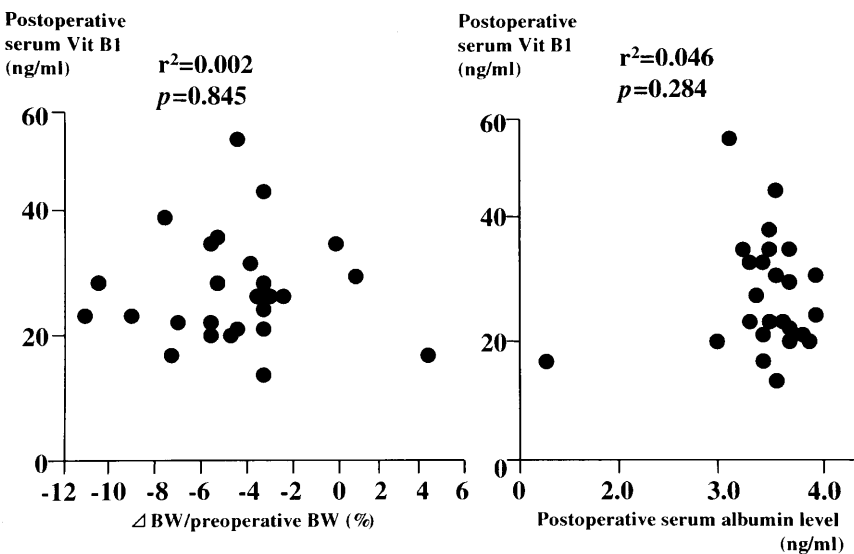 Postoperative
serum Vit B1
(ng/ml)
r²=0.002
p=0.845
60
40
20
0
-12 -10 -8 -6 -4 -2 0 2 4 6
⊿BW/preoperative BW (%)
Postoperative
serum Vit B1
(ng/ml)
r²=0.046
p=0.284
60
40
20
0
0 2.0 3.0 4.0
Postoperative serum albumin level
(ng/ml)